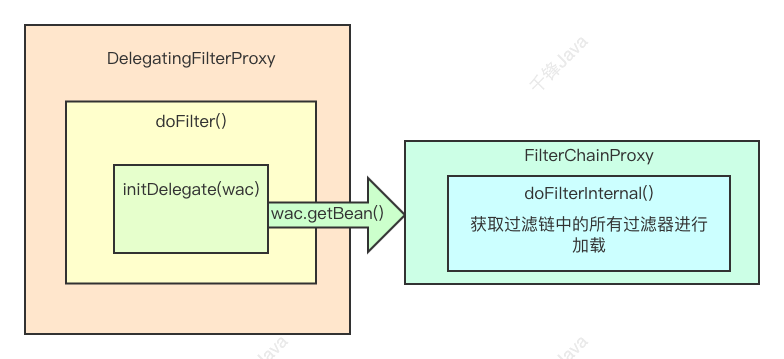 千锋Java
DelegatingFilterProxy
doFilter()
initDelegate(wac)
wac.getBean()
FilterChainProxy
doFilterInternal()
获取过滤链中的所有过滤器进行
加载
Java
Java